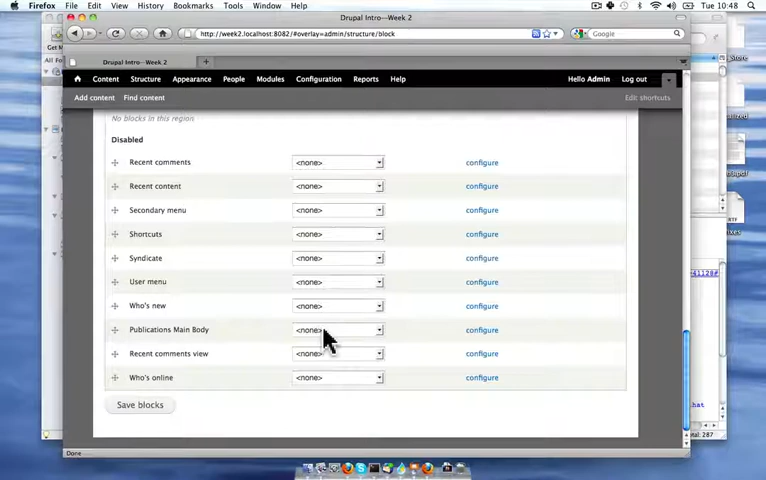 Firefox File Edit View History Bookmarks Tools Window Help Tue 10:48
Drupal Intro—Week 2
http://week2.localhost:8082/#overlay=admin/structure/block
Google
Drupal Intro—Week 2
Content Structure Appearance People Modules Configuration Reports Help Hello Admin Log out
Add content Find content Edit shortcuts
No blocks in this region
Disabled
Recent comments <none> configure
Recent content <none> configure
Secondary menu <none> configure
Shortcuts <none> configure
Syndicate <none> configure
User menu <none> configure
Who's new <none> configure
Publications Main Body <none> configure
Recent comments view <none> configure
Who's online <none> configure
Save blocks
Done